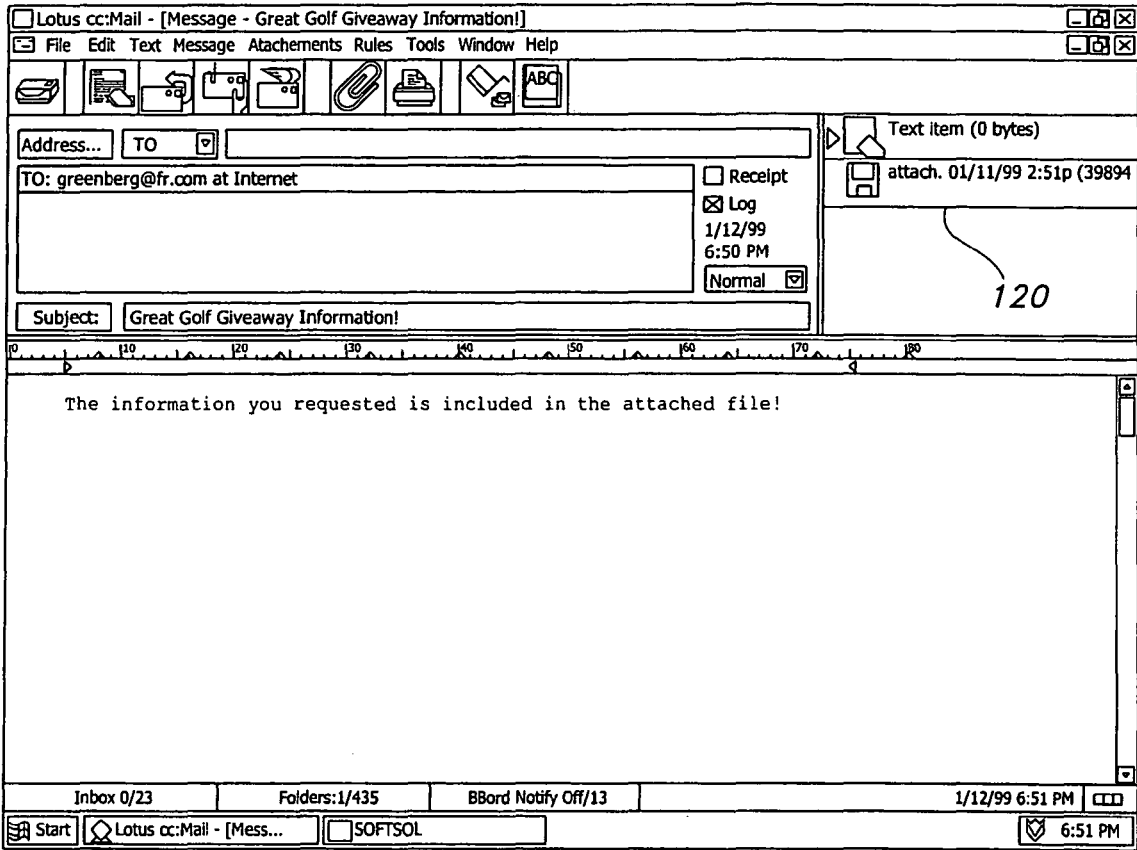 Lotus cc:Mail - [Message - Great Golf Giveaway Information!]
File Edit Text Message Atachements Rules Tools Window Help
ABC
Address... TO
Text item (0 bytes)
TO: greenberg@fr.com at Internet
Receipt
attach. 01/11/99 2:51p (39894
Log
1/12/99
6:50 PM
Normal
120
Subject: Great Golf Giveaway Information!
0 10 20 30 40 50 60 70 80
The information you requested is included in the attached file!
Inbox 0/23 Folders:1/435 BBord Notify Off/13 1/12/99 6:51 PM
Start Lotus cc:Mail - [Mess... SOFTSOL 6:51 PM